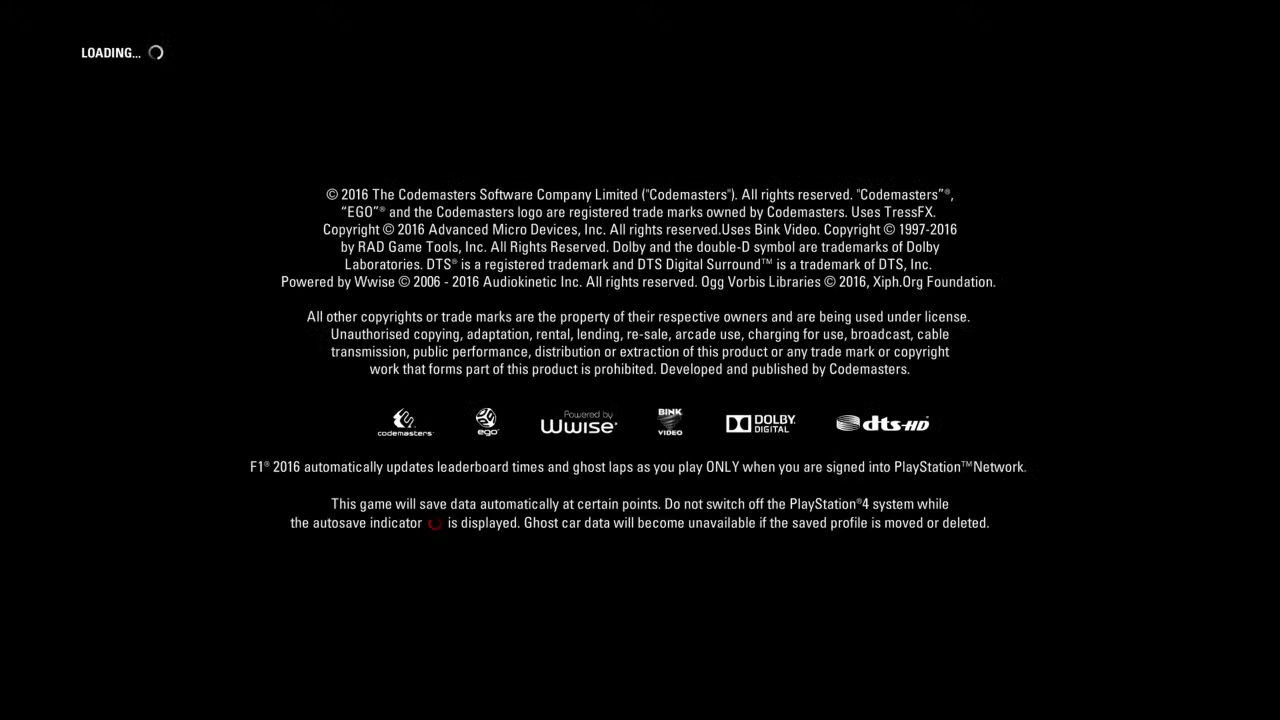 LOADING...
© 2016 The Codemasters Software Company Limited ("Codemasters"). All rights reserved. "Codemasters”®,
“EGO”® and the Codemasters logo are registered trade marks owned by Codemasters. Uses TressFX.
Copyright © 2016 Advanced Micro Devices, Inc. All rights reserved.Uses Bink Video. Copyright © 1997-2016
by RAD Game Tools, Inc. All Rights Reserved. Dolby and the double-D symbol are trademarks of Dolby
Laboratories. DTS® is a registered trademark and DTS Digital Surround™ is a trademark of DTS, Inc.
Powered by Wwise © 2006 - 2016 Audiokinetic Inc. All rights reserved. Ogg Vorbis Libraries © 2016, Xiph.Org Foundation.
All other copyrights or trade marks are the property of their respective owners and are being used under license.
Unauthorised copying, adaptation, rental, lending, re-sale, arcade use, charging for use, broadcast, cable
transmission, public performance, distribution or extraction of this product or any trade mark or copyright
work that forms part of this product is prohibited. Developed and published by Codemasters.
codemasters
ego
Powered by
wwise
BINK
VIDEO
DOLBY
DIGITAL
dts-HD
F1® 2016 automatically updates leaderboard times and ghost laps as you play ONLY when you are signed into PlayStation™Network.
This game will save data automatically at certain points. Do not switch off the PlayStation®4 system while
the autosave indicator is displayed. Ghost car data will become unavailable if the saved profile is moved or deleted.